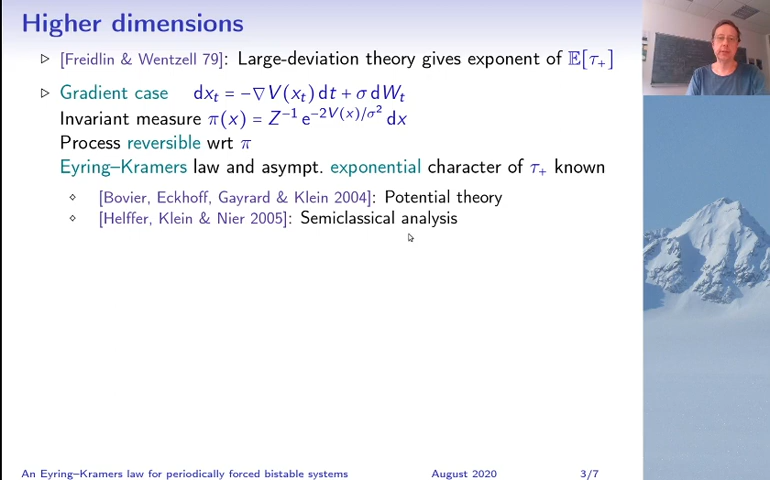 Higher dimensions
▷ [Freidlin & Wentzell 79]: Large-deviation theory gives exponent of 𝔼[τ₊]
▷ Gradient case dxₜ = −∇V(xₜ) dt + σ dWₜ
Invariant measure π(x) = Z⁻¹ e^{−2V(x)/σ²} dx
Process reversible wrt π
Eyring–Kramers law and asympt. exponential character of τ₊ known
⋄ [Bovier, Eckhoff, Gayrard & Klein 2004]: Potential theory
⋄ [Helffer, Klein & Nier 2005]: Semiclassical analysis
An Eyring–Kramers law for periodically forced bistable systems August 2020 3/7